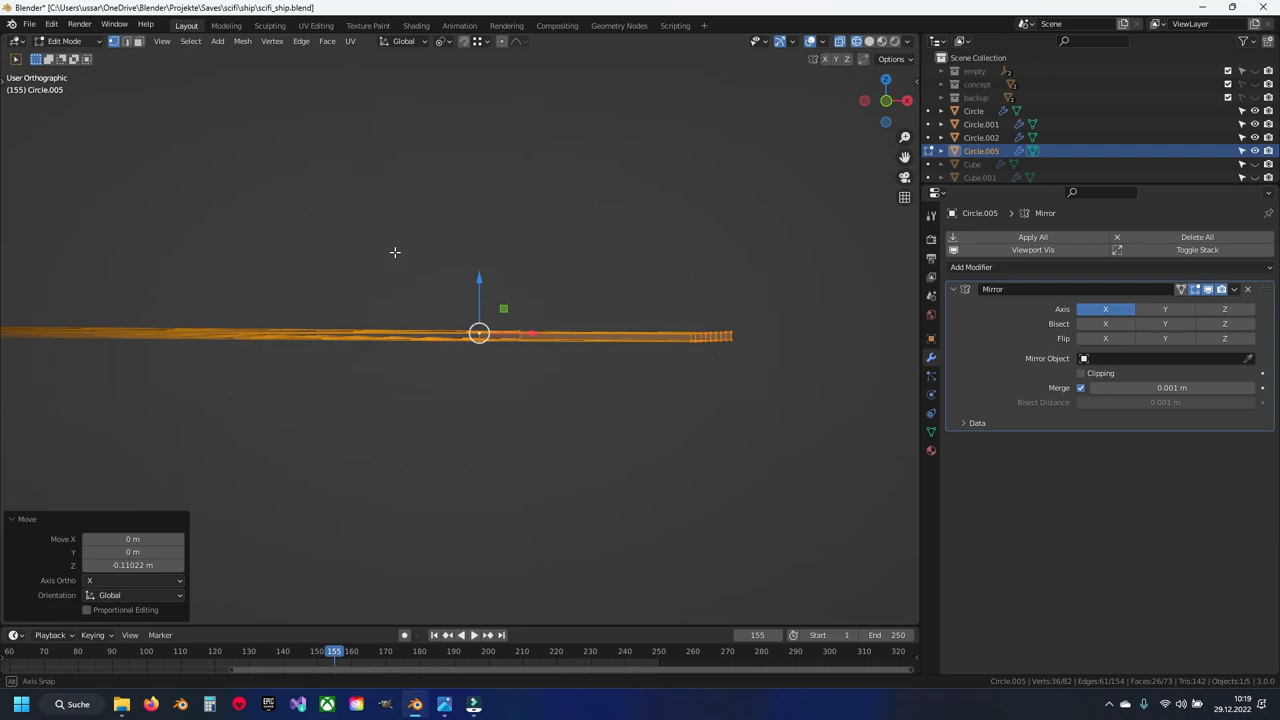 Blender* [C:\Users\ussar\OneDrive\Blender\Projekte\Saves\scifi\ship\scifi_ship.blend]
File Edit Render Window Help Layout Modeling Sculpting UV Editing Texture Paint Shading Animation Rendering Compositing Geometry Nodes Scripting + Scene ViewLayer
Edit Mode View Select Add Mesh Vertex Edge Face UV Global
X Y Z Options
User Orthographic
(155) Circle.005
Z
X
Scene Collection
empty 2
concept 2
backup 2
Circle
Circle.001
Circle.002
Circle.005
Cube
Cube.001
Circle.005 > Mirror
Apply All Delete All
Viewport Vis Toggle Stack
Add Modifier
Mirror
Axis X Y Z
Bisect X Y Z
Flip X Y Z
Mirror Object
Clipping
Merge 0.001 m
Bisect Distance 0.001 m
Data
Move
Move X 0 m
Y 0 m
Z -0.11022 m
Axis Ortho X
Orientation Global
Proportional Editing
Playback Keying View Marker 155 Start 1 End 250
60 70 80 90 100 110 120 130 140 150 155 160 170 180 190 200 210 220 230 240 250 260 270
Axis Snap Circle.005 | Verts:36/82 | Edges:61/154 | Faces:26/73 | Tris:142 | Objects:1/5 | 3.0.0
Suche EPIC GAMES 10:19
29.12.2022